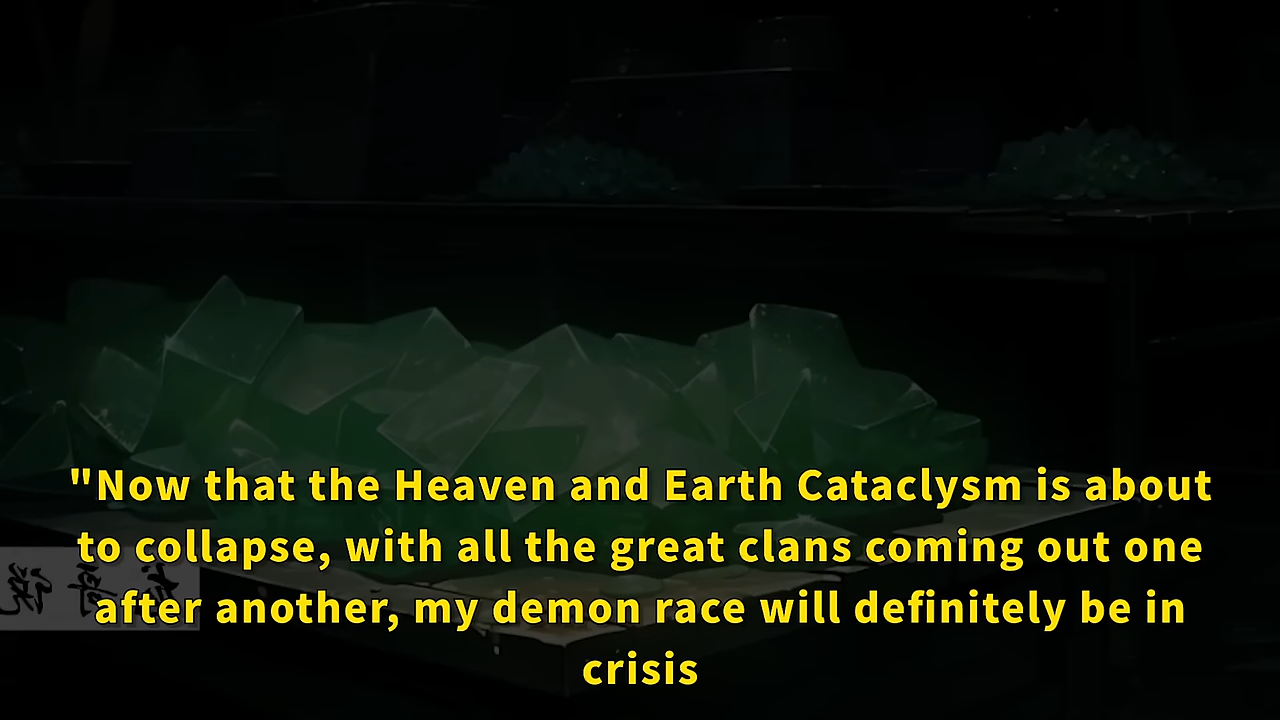 "Now that the Heaven and Earth Cataclysm is about
to collapse, with all the great clans coming out one
after another, my demon race will definitely be in
crisis